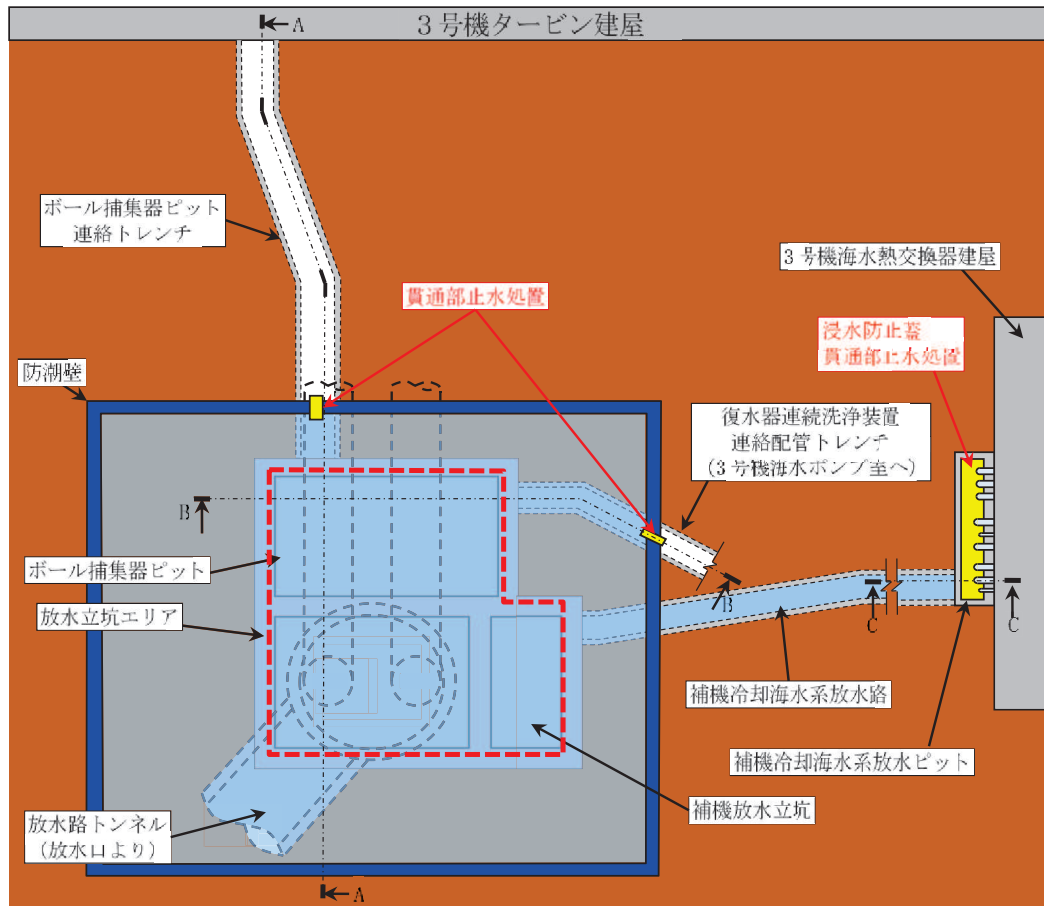 A
3号機タービン建屋
ボール捕集器ピット
連絡トレンチ
貫通部止水処置
3号機海水熱交換器建屋
浸水防止蓋
貫通部止水処置
防潮壁
復水器連続洗浄装置
連絡配管トレンチ
(3号機海水ポンプ室へ)
B
ボール捕集器ピット
放水立坑エリア
B
C
C
補機冷却海水系放水路
補機冷却海水系放水ピット
補機放水立坑
放水路トンネル
(放水口より)
A